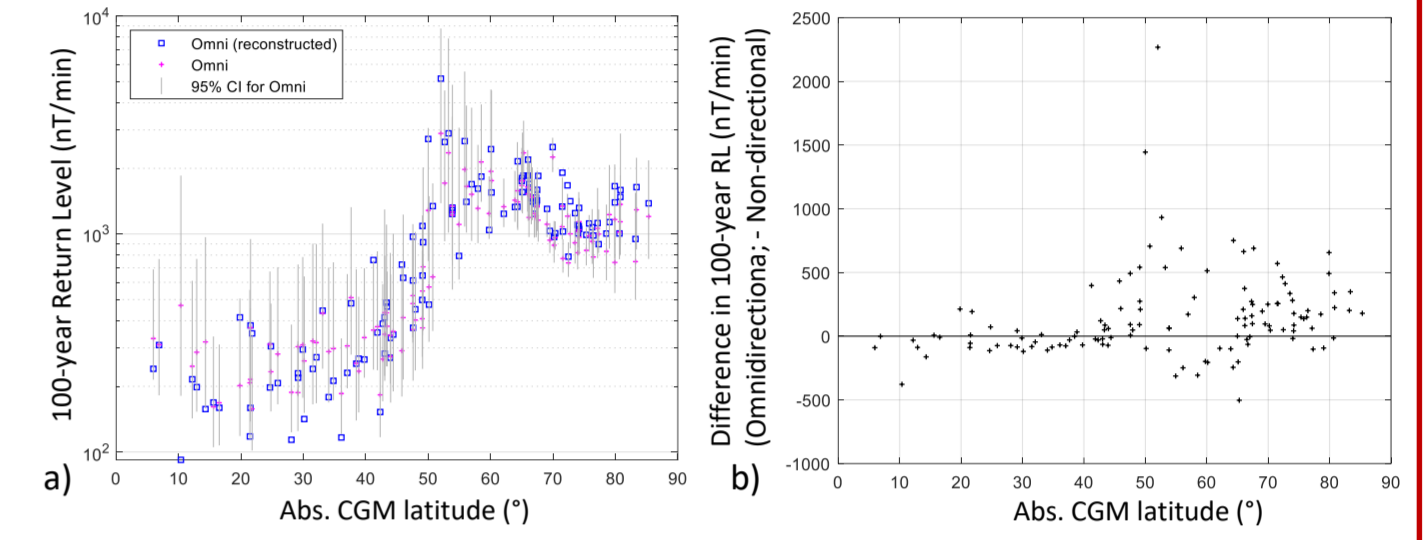 10^4
10^3
10^2
100-year Return Level (nT/min)
Omni (reconstructed)
Omni
95% CI for Omni
0 10 20 30 40 50 60 70 80 90
a)
Abs. CGM latitude (°)
2500
2000
1500
1000
500
0
-500
-1000
Difference in 100-year RL (nT/min)
(Omnidirectiona; - Non-directional)
0 10 20 30 40 50 60 70 80 90
b)
Abs. CGM latitude (°)